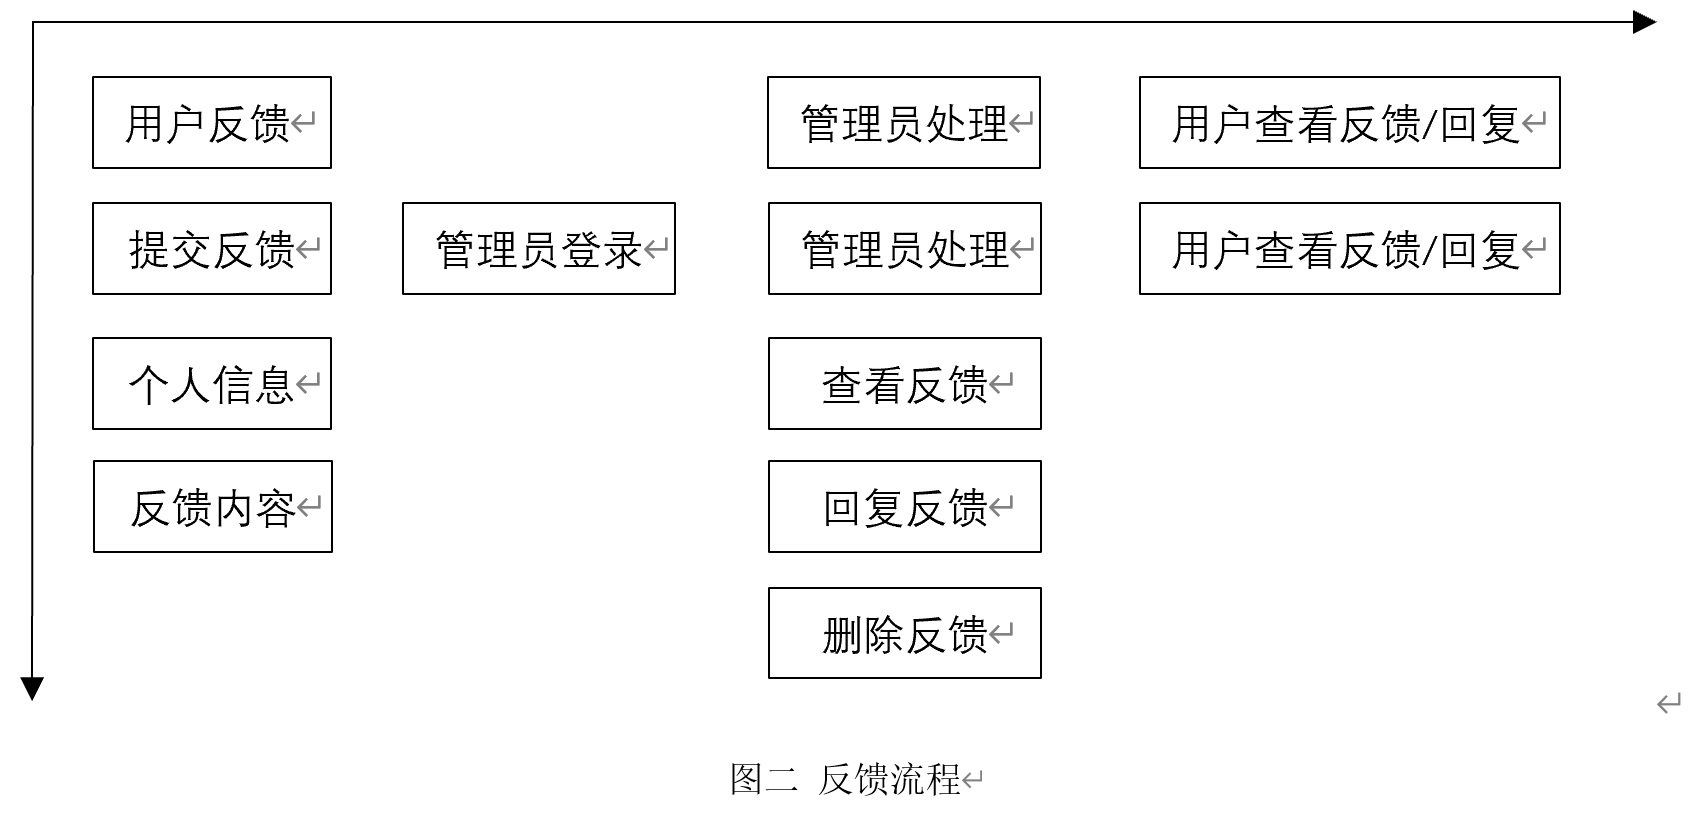 用户反馈
管理员处理
用户查看反馈/回复
提交反馈
管理员登录
管理员处理
用户查看反馈/回复
个人信息
查看反馈
反馈内容
回复反馈
删除反馈
图二 反馈流程